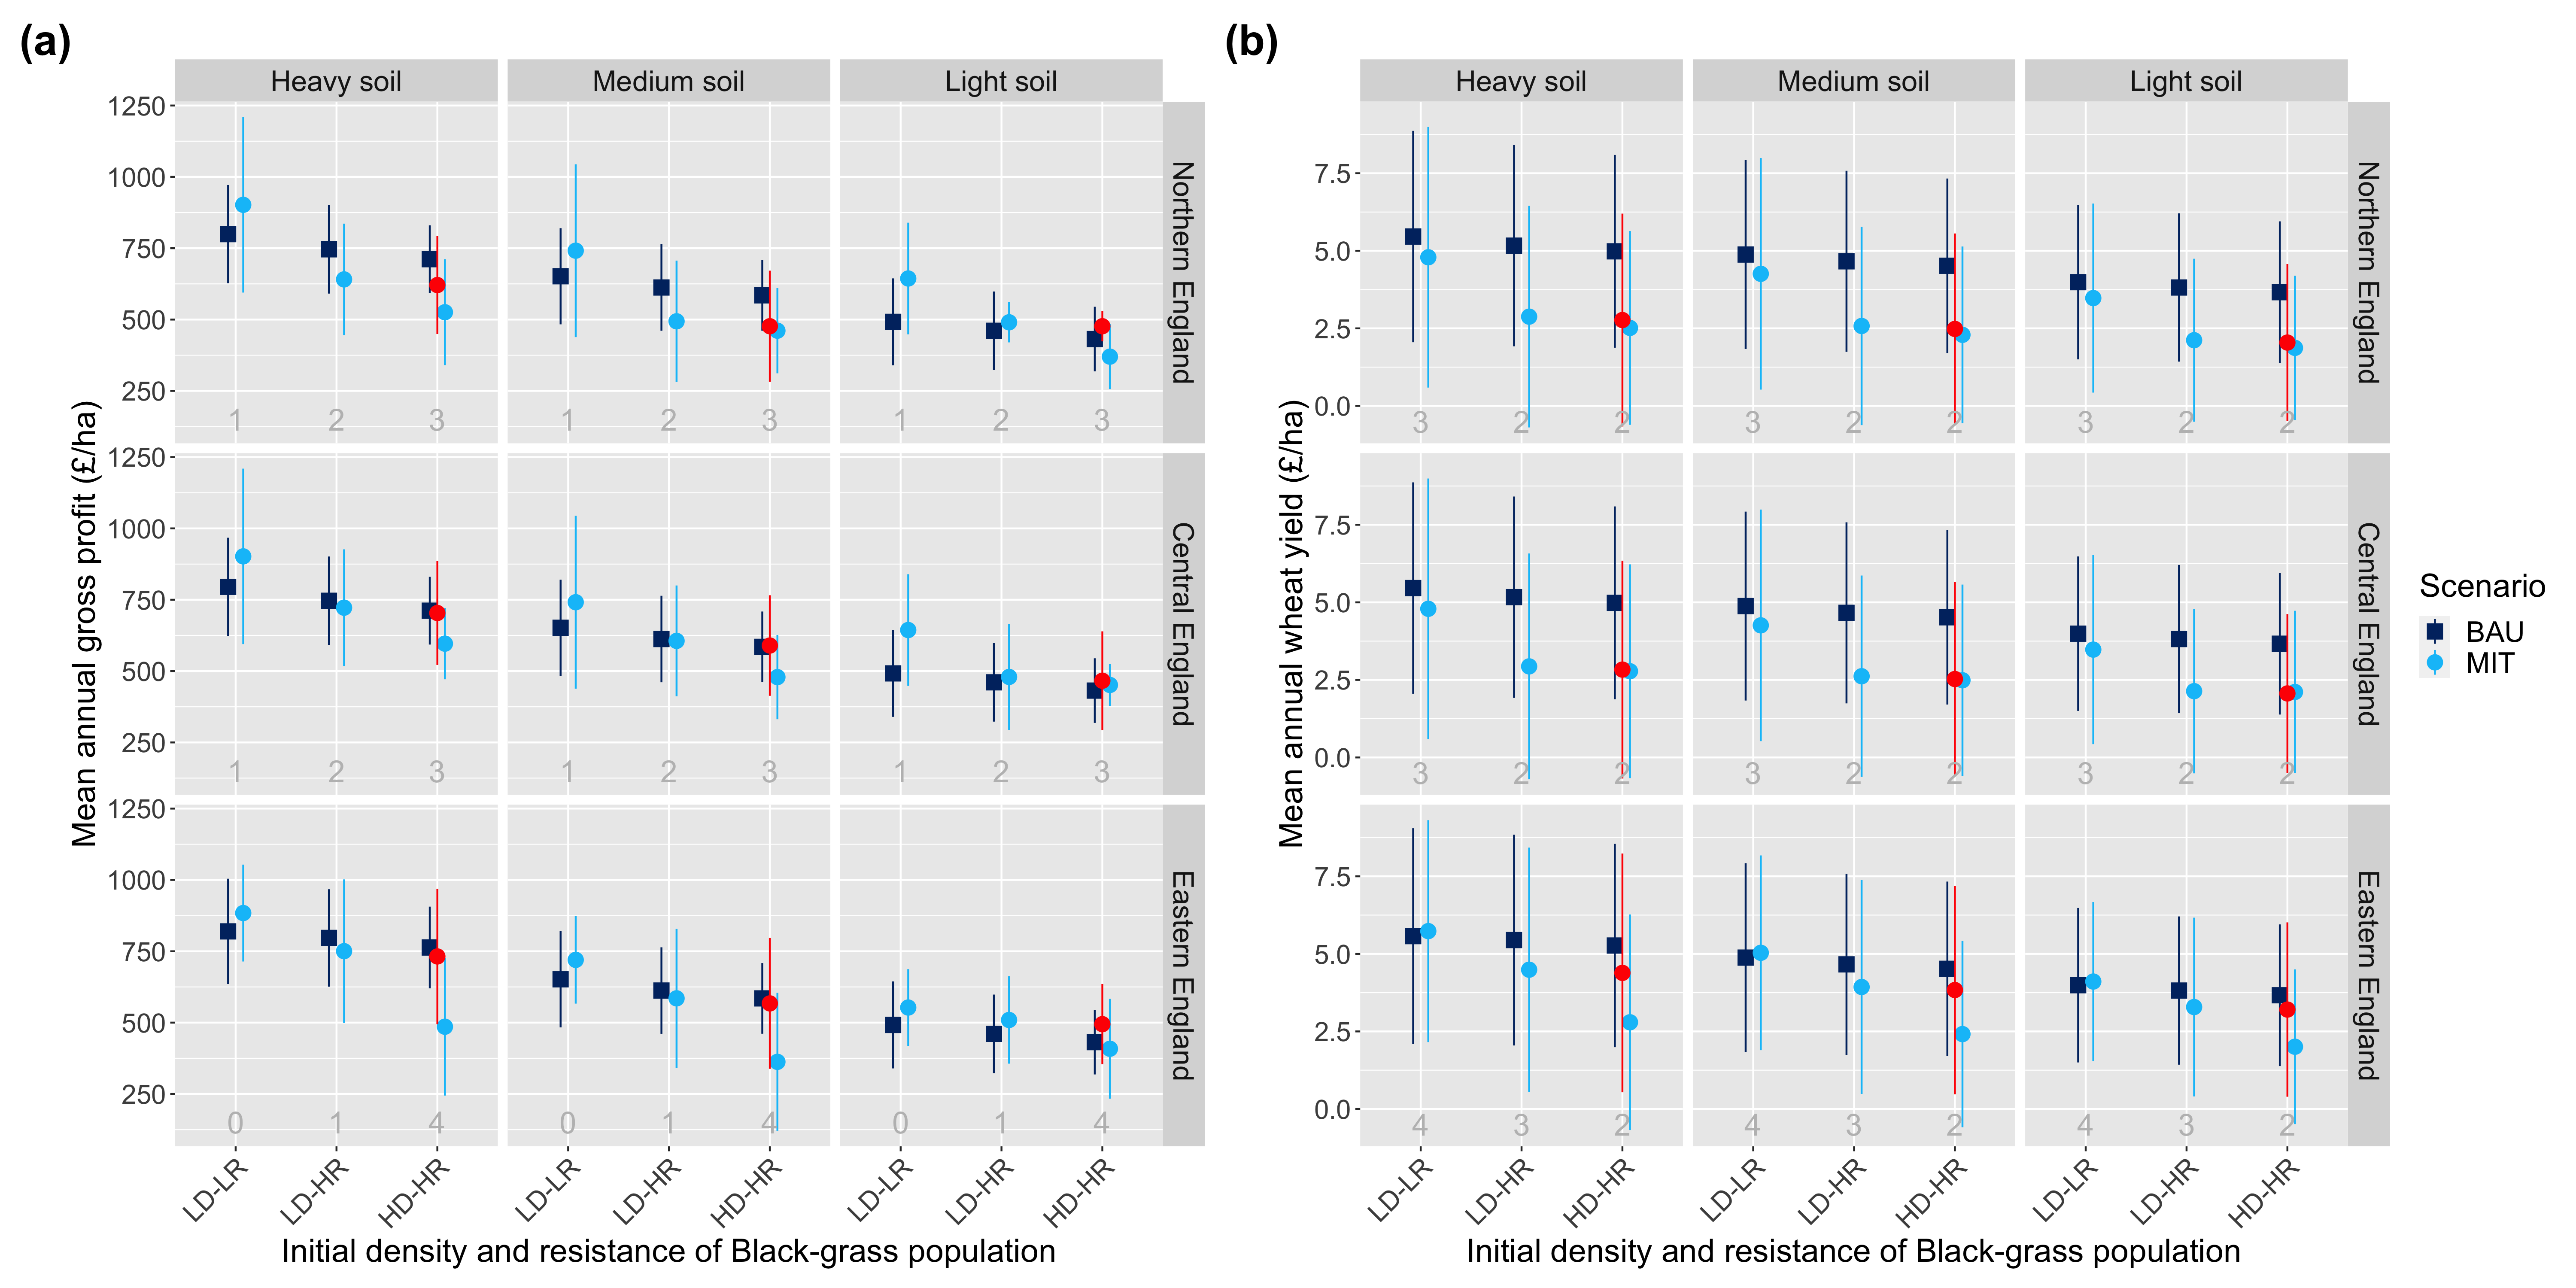 (a)
(b)
Heavy soil Medium soil Light soil
Heavy soil Medium soil Light soil
Mean annual gross profit (£/ha)
1250
1000
750
500
250
1 2 3 1 2 3 1 2 3
Northern England
1250
1000
750
500
250
1 2 3 1 2 3 1 2 3
Central England
1250
1000
750
500
250
0 1 4 0 1 4 0 1 4
Eastern England
LD-LR LD-HR HD-HR LD-LR LD-HR HD-HR LD-LR LD-HR HD-HR
Initial density and resistance of Black-grass population
Mean annual wheat yield (£/ha)
7.5
5.0
2.5
0.0
3 2 2 3 2 2 3 2 2
Northern England
7.5
5.0
2.5
0.0
3 2 2 3 2 2 3 2 2
Central England
7.5
5.0
2.5
0.0
4 3 2 4 3 2 4 3 2
Eastern England
LD-LR LD-HR HD-HR LD-LR LD-HR HD-HR LD-LR LD-HR HD-HR
Initial density and resistance of Black-grass population
Scenario
BAU
MIT